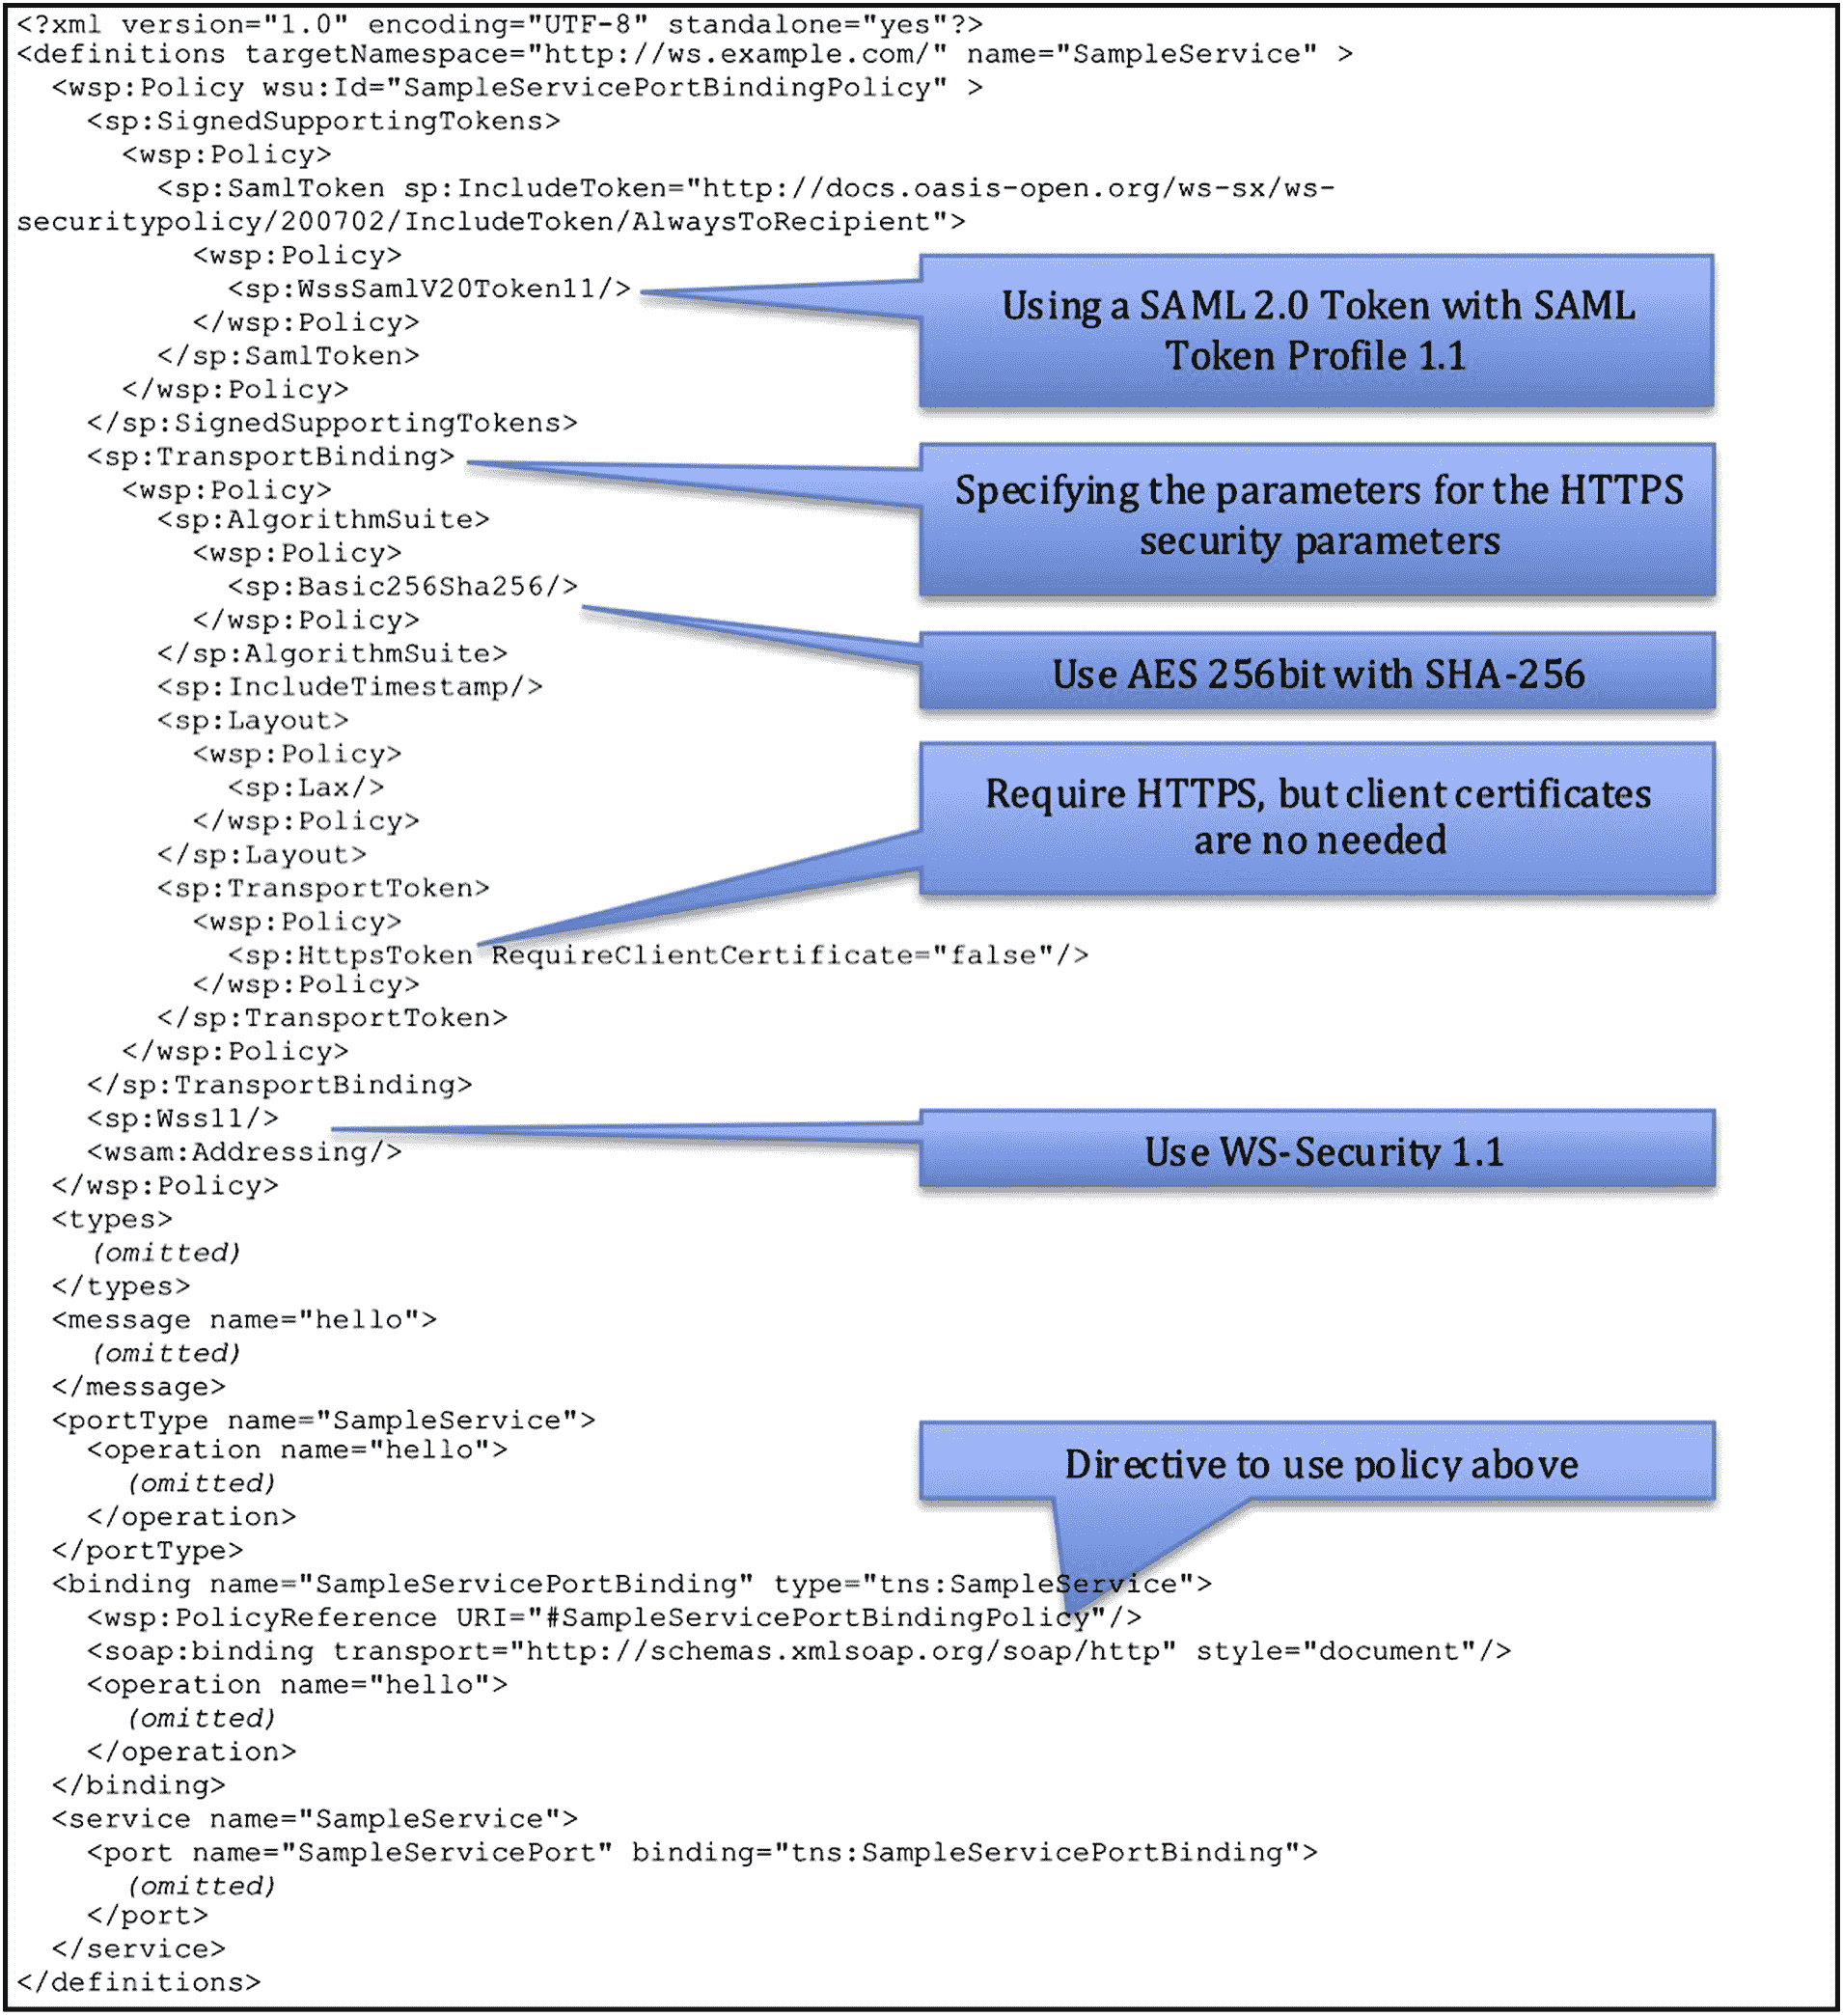 <?xml version="1.0" encoding="UTF-8" standalone="yes"?>
<definitions targetNamespace="http://ws.example.com/" name="SampleService" >
<wsp:Policy wsu:Id="SampleServicePortBindingPolicy" >
<sp:SignedSupportingTokens>
<wsp:Policy>
<sp:SamlToken sp:IncludeToken="http://docs.oasis-open.org/ws-sx/ws-
securitypolicy/200702/IncludeToken/AlwaysToRecipient">
<wsp:Policy>
<sp:WssSamlV20Token11/>
</wsp:Policy>
</sp:SamlToken>
</wsp:Policy>
</sp:SignedSupportingTokens>
Using a SAML 2.0 Token with SAML
Token Profile 1.1
<sp:TransportBinding>
<wsp:Policy>
<sp:AlgorithmSuite>
Specifying the parameters for the HTTPS
security parameters
<wsp:Policy>
<sp:Basic256Sha256/>
</wsp:Policy>
</sp:AlgorithmSuite>
Use AES 256bit with SHA-256
<sp:IncludeTimestamp/>
<sp:Layout>
<wsp:Policy>
<sp:Lax/>
</wsp:Policy>
</sp:Layout>
<sp:TransportToken>
<wsp:Policy>
<sp:HttpsToken RequireClientCertificate="false"/>
Require HTTPS, but client certificates
are no needed
</wsp:Policy>
</sp:TransportToken>
</wsp:Policy>
</sp:TransportBinding>
<sp:Wss11/>
Use WS-Security 1.1
<wsam:Addressing/>
</wsp:Policy>
<types>
(omitted)
</types>
<message name="hello">
(omitted)
</message>
<portType name="SampleService">
<operation name="hello">
(omitted)
</operation>
</portType>
Directive to use policy above
<binding name="SampleServicePortBinding" type="tns:SampleService">
<wsp:PolicyReference URI="#SampleServicePortBindingPolicy"/>
<soap:binding transport="http://schemas.xmlsoap.org/soap/http" style="document"/>
<operation name="hello">
(omitted)
</operation>
</binding>
<service name="SampleService">
<port name="SampleServicePort" binding="tns:SampleServicePortBinding">
(omitted)
</port>
</service>
</definitions>